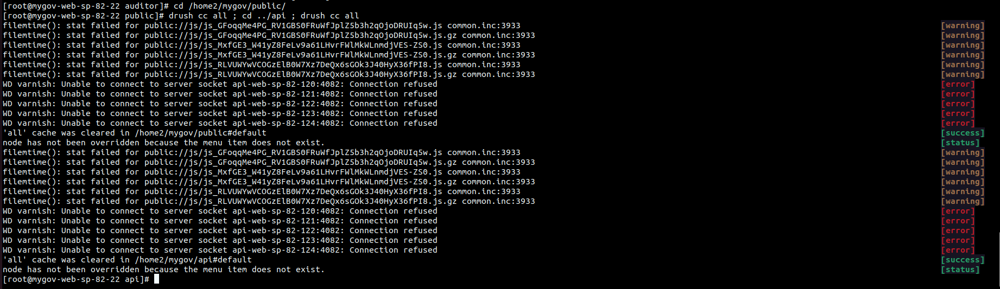 [root@mygov-web-sp-82-22 auditor]# cd /home2/mygov/public/
[root@mygov-web-sp-82-22 public]# drush cc all ; cd ../api ; drush cc all
filemtime(): stat failed for public://js/js_GFoqqMe4PG_RV1GBS0FRuWfJplZ5b3h2qOjoDRUIq5w.js common.inc:3933 [warning]
filemtime(): stat failed for public://js/js_GFoqqMe4PG_RV1GBS0FRuWfJplZ5b3h2qOjoDRUIq5w.js.gz common.inc:3933 [warning]
filemtime(): stat failed for public://js/js_MxfGE3_W41yZ8FeLv9a61LHvrFWlMkWLnmdjVES-ZS0.js common.inc:3933 [warning]
filemtime(): stat failed for public://js/js_MxfGE3_W41yZ8FeLv9a61LHvrFWlMkWLnmdjVES-ZS0.js.gz common.inc:3933 [warning]
filemtime(): stat failed for public://js/js_RLVUWYwVCOGzElB0W7Xz7DeQx6sGOk3J40HyX36fPI8.js common.inc:3933 [warning]
filemtime(): stat failed for public://js/js_RLVUWYwVCOGzElB0W7Xz7DeQx6sGOk3J40HyX36fPI8.js.gz common.inc:3933 [warning]
WD varnish: Unable to connect to server socket api-web-sp-82-120:4082: Connection refused [error]
WD varnish: Unable to connect to server socket api-web-sp-82-121:4082: Connection refused [error]
WD varnish: Unable to connect to server socket api-web-sp-82-122:4082: Connection refused [error]
WD varnish: Unable to connect to server socket api-web-sp-82-123:4082: Connection refused [error]
WD varnish: Unable to connect to server socket api-web-sp-82-124:4082: Connection refused [error]
'all' cache was cleared in /home2/mygov/public#default [success]
node has not been overridden because the menu item does not exist. [status]
filemtime(): stat failed for public://js/js_GFoqqMe4PG_RV1GBS0FRuWfJplZ5b3h2qOjoDRUIq5w.js common.inc:3933 [warning]
filemtime(): stat failed for public://js/js_GFoqqMe4PG_RV1GBS0FRuWfJplZ5b3h2qOjoDRUIq5w.js.gz common.inc:3933 [warning]
filemtime(): stat failed for public://js/js_MxfGE3_W41yZ8FeLv9a61LHvrFWlMkWLnmdjVES-ZS0.js common.inc:3933 [warning]
filemtime(): stat failed for public://js/js_MxfGE3_W41yZ8FeLv9a61LHvrFWlMkWLnmdjVES-ZS0.js.gz common.inc:3933 [warning]
filemtime(): stat failed for public://js/js_RLVUWYwVCOGzElB0W7Xz7DeQx6sGOk3J40HyX36fPI8.js common.inc:3933 [warning]
filemtime(): stat failed for public://js/js_RLVUWYwVCOGzElB0W7Xz7DeQx6sGOk3J40HyX36fPI8.js.gz common.inc:3933 [warning]
WD varnish: Unable to connect to server socket api-web-sp-82-120:4082: Connection refused [error]
WD varnish: Unable to connect to server socket api-web-sp-82-121:4082: Connection refused [error]
WD varnish: Unable to connect to server socket api-web-sp-82-122:4082: Connection refused [error]
WD varnish: Unable to connect to server socket api-web-sp-82-123:4082: Connection refused [error]
WD varnish: Unable to connect to server socket api-web-sp-82-124:4082: Connection refused [error]
'all' cache was cleared in /home2/mygov/api#default [success]
node has not been overridden because the menu item does not exist. [status]
[root@mygov-web-sp-82-22 api]#